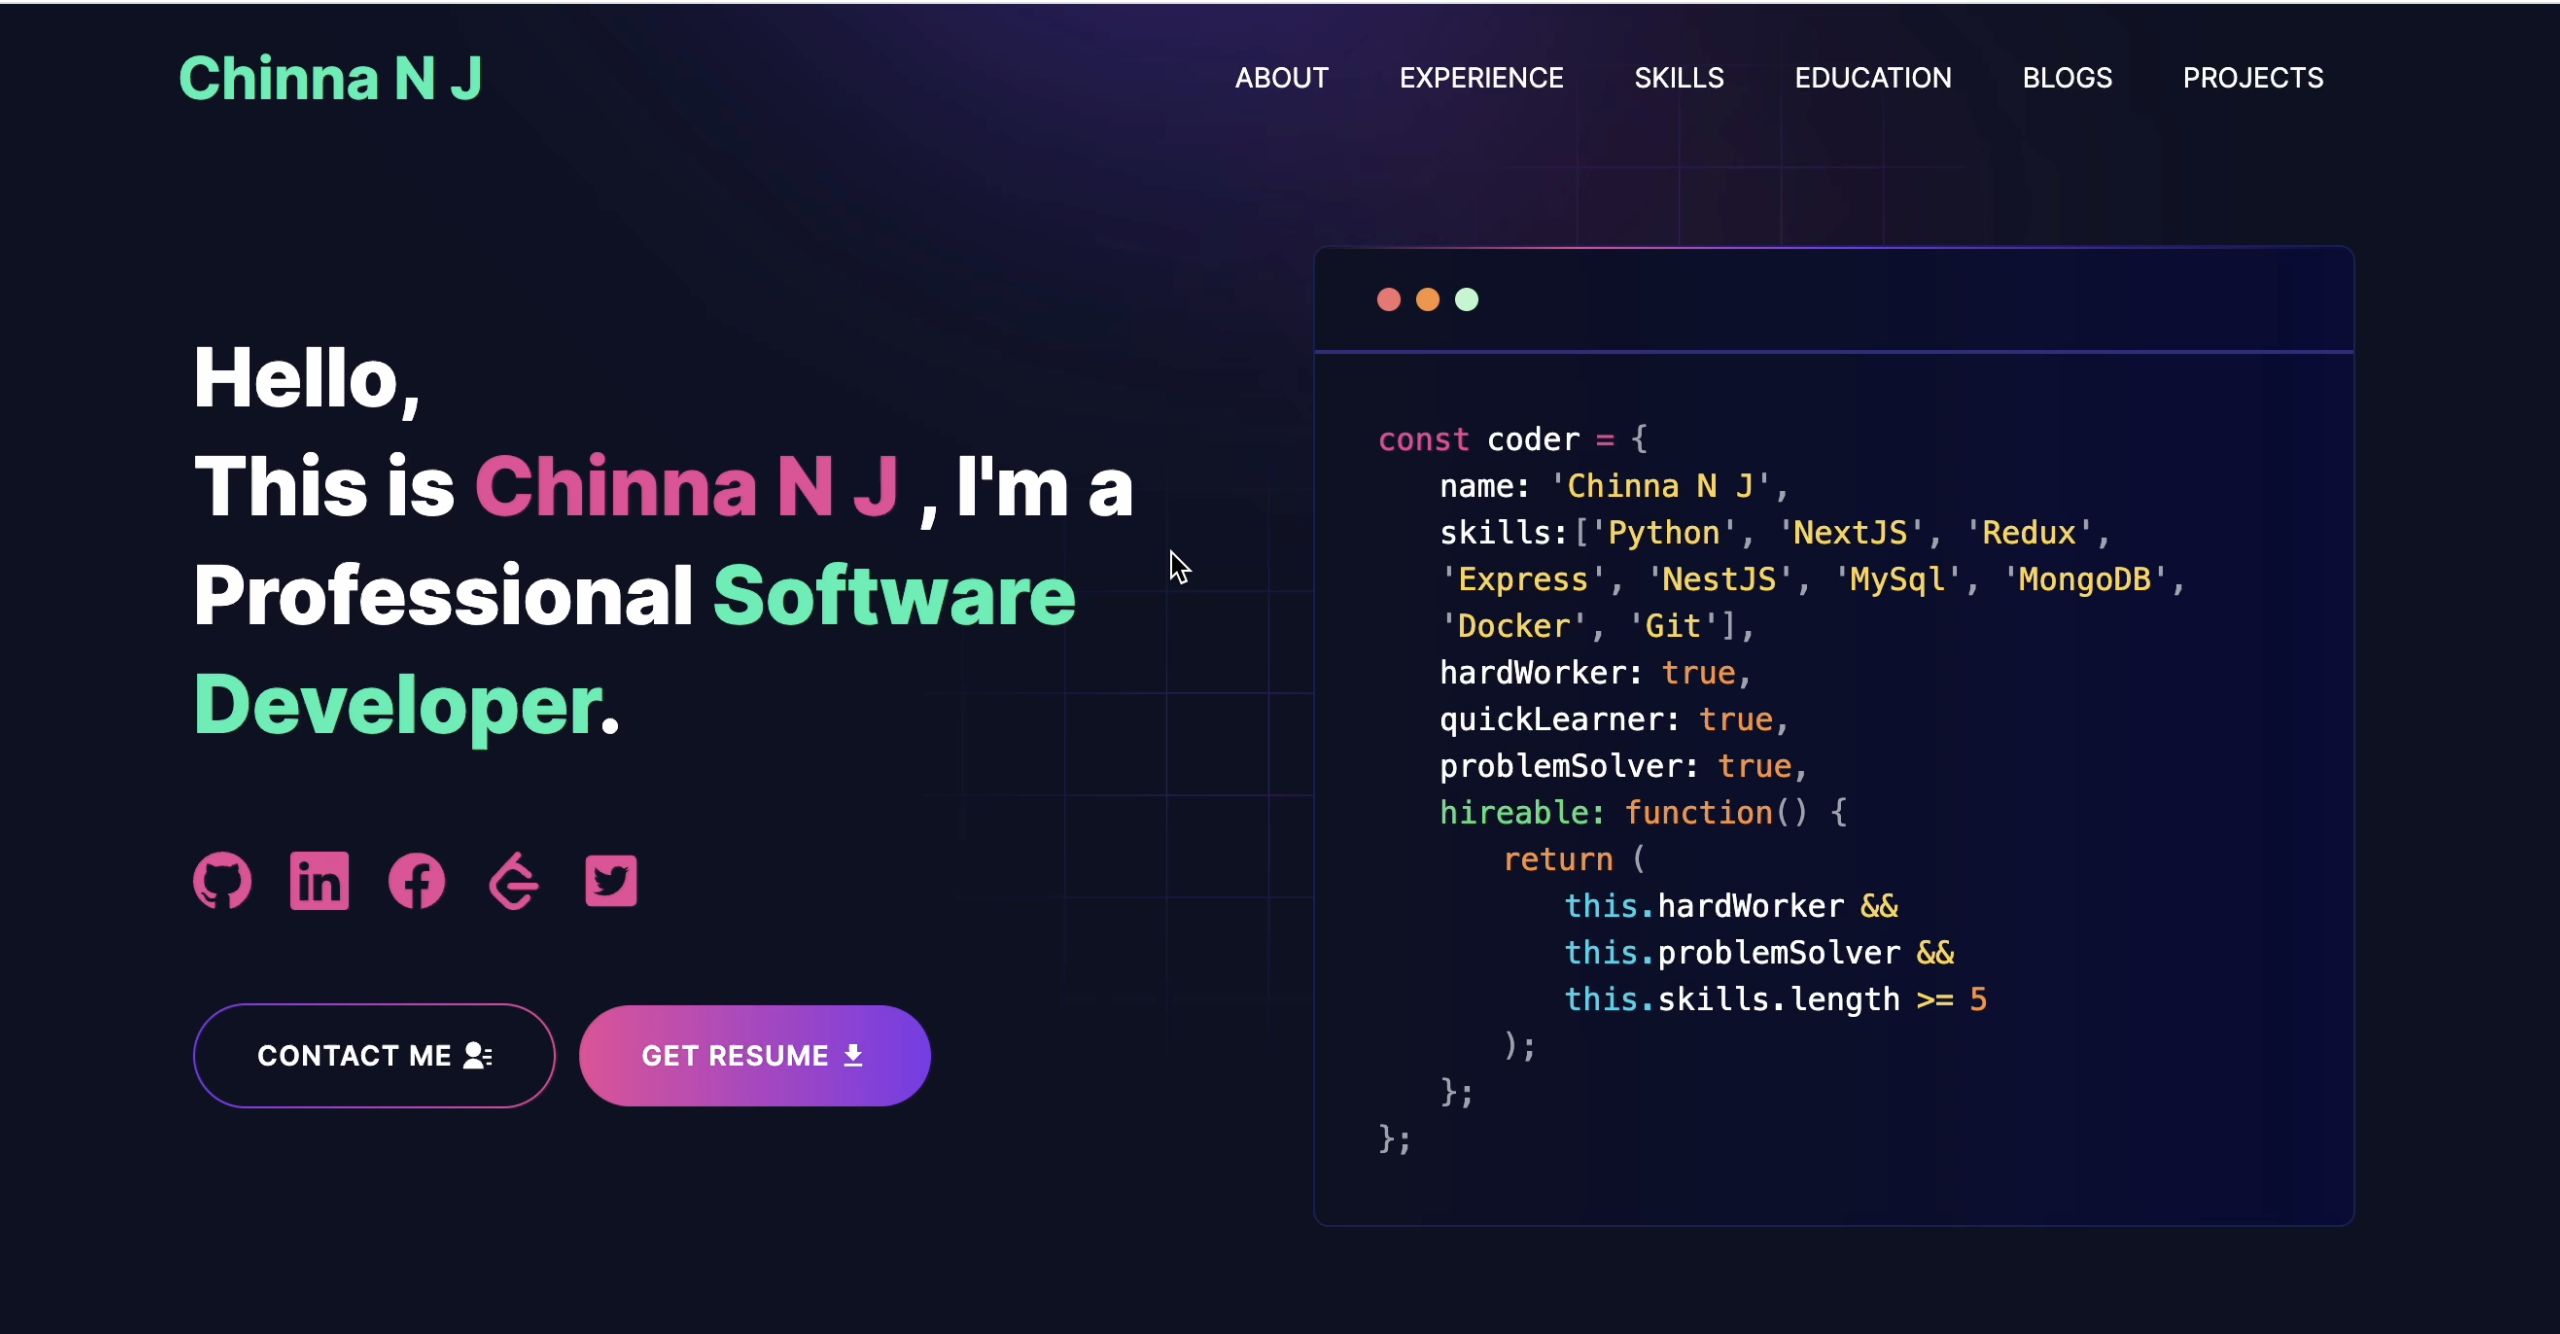 Chinna N J
ABOUT EXPERIENCE SKILLS EDUCATION BLOGS PROJECTS
Hello,
This is Chinna N J , I'm a
Professional Software
Developer.
CONTACT ME
GET RESUME
const coder = {
name: 'Chinna N J',
skills:['Python', 'NextJS', 'Redux',
'Express', 'NestJS', 'MySql', 'MongoDB',
'Docker', 'Git'],
hardWorker: true,
quickLearner: true,
problemSolver: true,
hireable: function() {
return (
this.hardWorker &&
this.problemSolver &&
this.skills.length >= 5
);
};
};